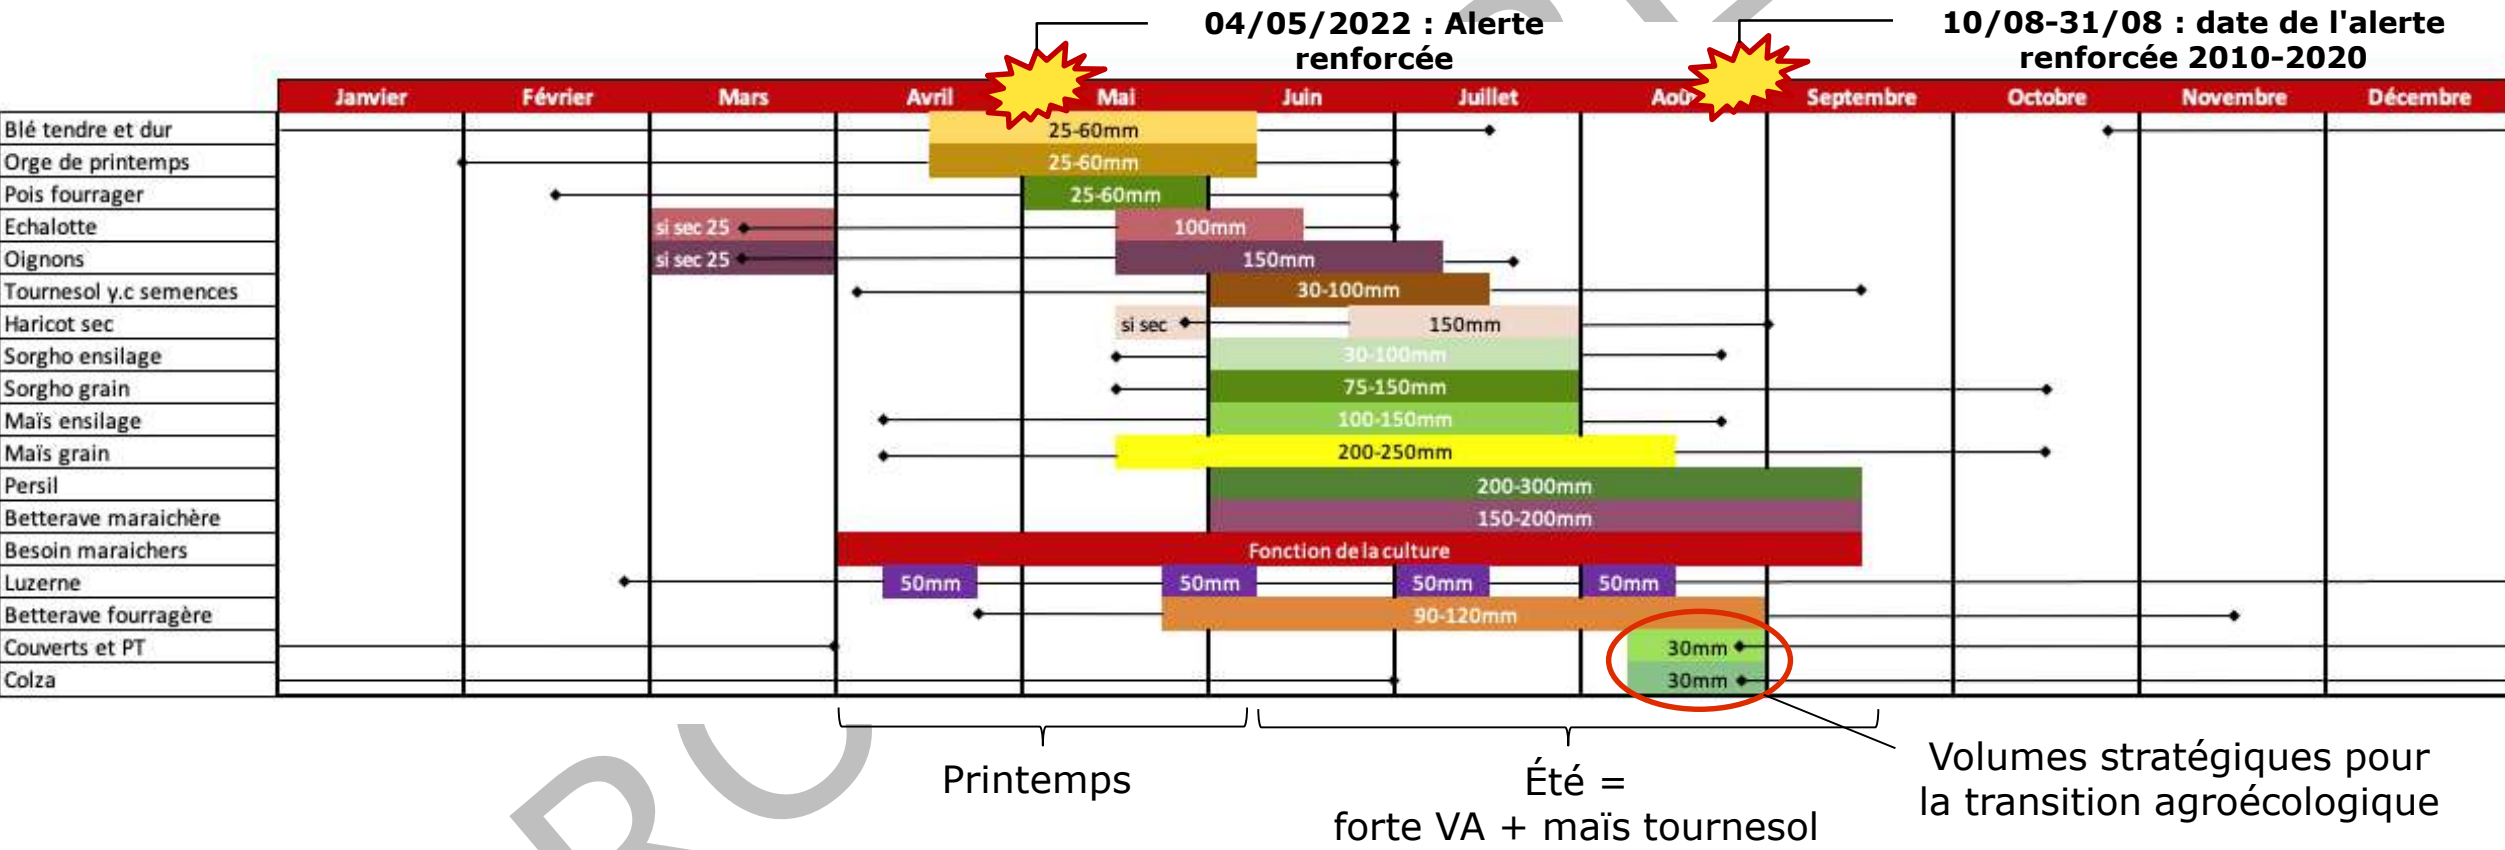 04/05/2022 : Alerte
renforcée
10/08-31/08 : date de l'alerte
renforcée 2010-2020
Janvier Février Mars Avril Mai Juin Juillet Septembre Octobre Novembre Décembre
Blé tendre et dur 25-60mm
Orge de printemps 25-60mm
Pois fourrager 25-60mm
Echalotte si sec 25 100mm
Oignons si sec 25 150mm
Tournesol y.c semences 30-100mm
Haricot sec si sec 150mm
Sorgho ensilage 30-100mm
Sorgho grain 75-150mm
Maïs ensilage 100-150mm
Maïs grain 200-250mm
Persil 200-300mm
Betterave maraichère 150-200mm
Besoin maraichers Fonction de la culture
Luzerne 50mm 50mm 50mm 50mm
Betterave fourragère 90-120mm
Couverts et PT 30mm
Colza 30mm
Printemps
Été =
forte VA + maïs tournesol
Volumes stratégiques pour
la transition agroécologique